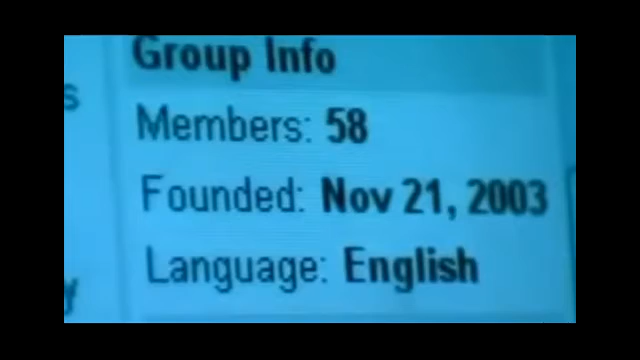 Group Info
s
Members: 58
Founded: Nov 21, 2003
Language: English
y